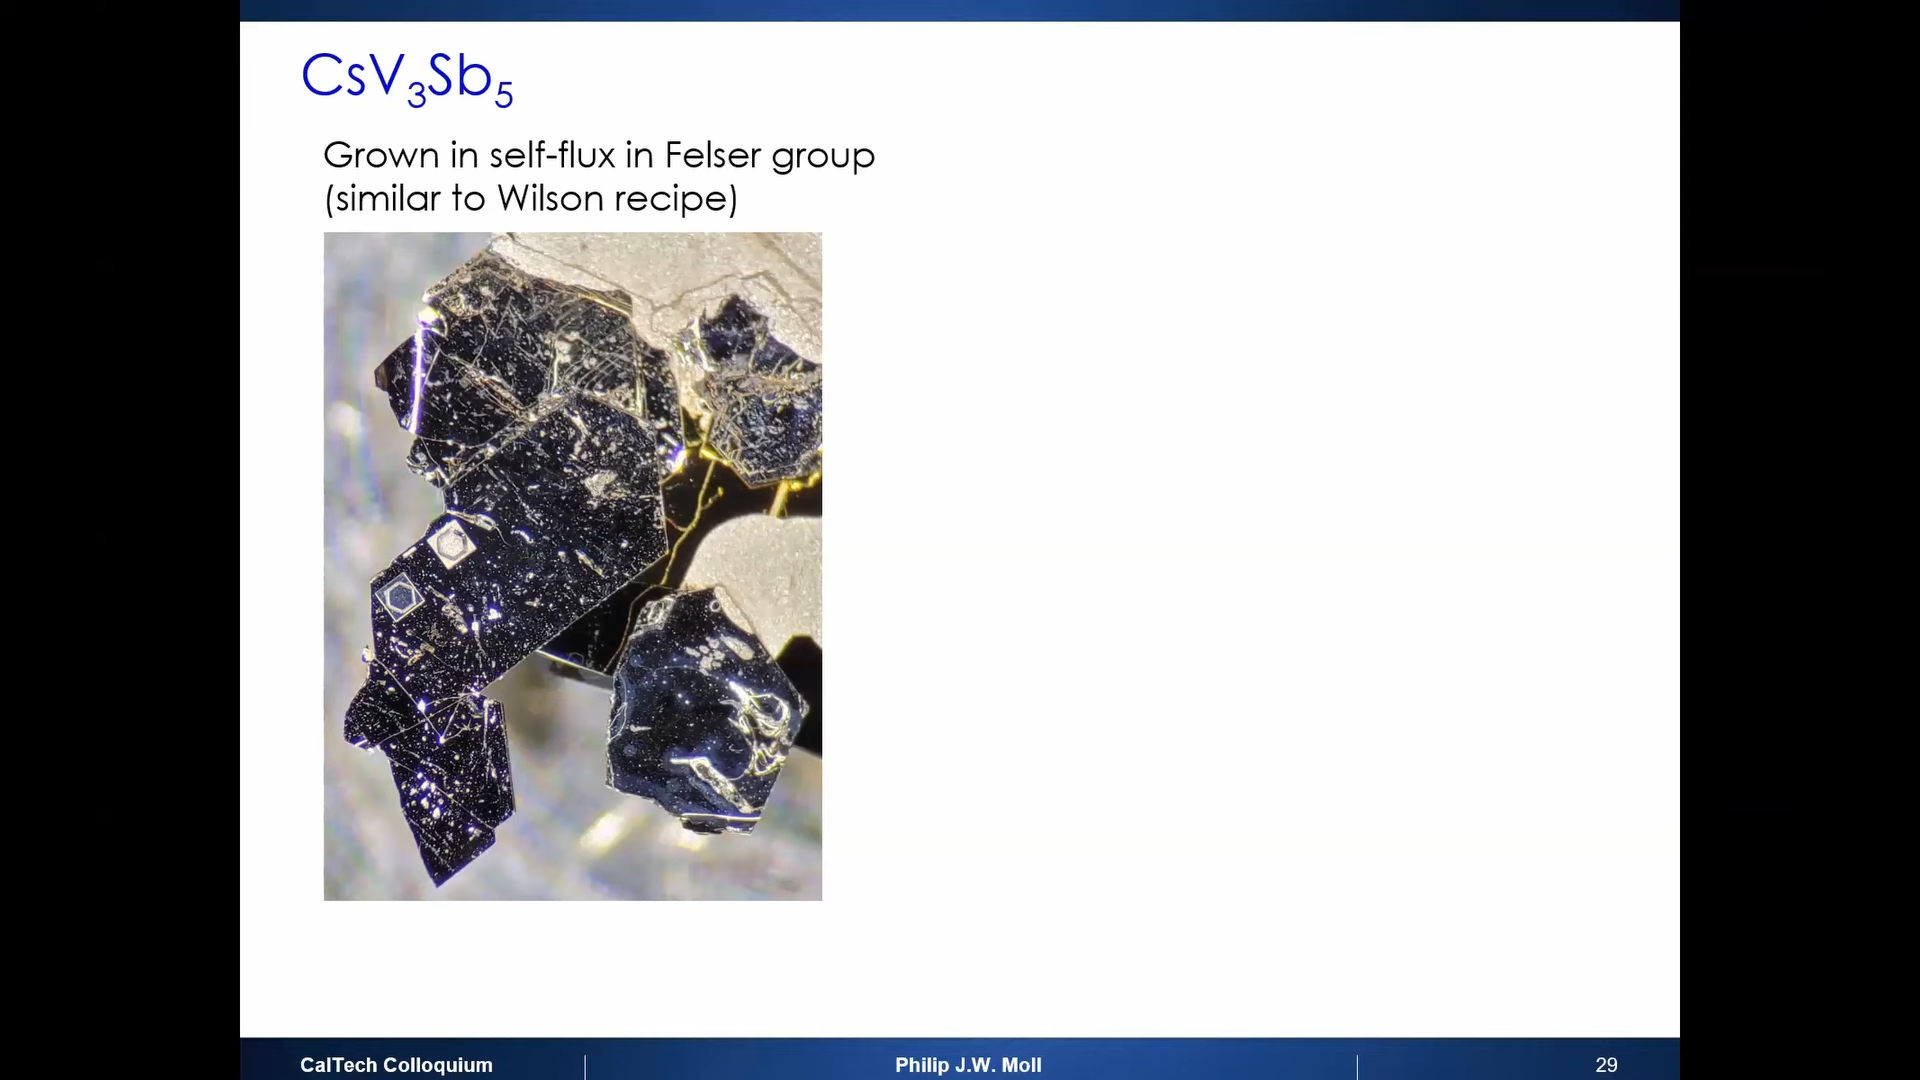 CsV₃Sb₅
Grown in self-flux in Felser group
(similar to Wilson recipe)
CalTech Colloquium
Philip J.W. Moll
29